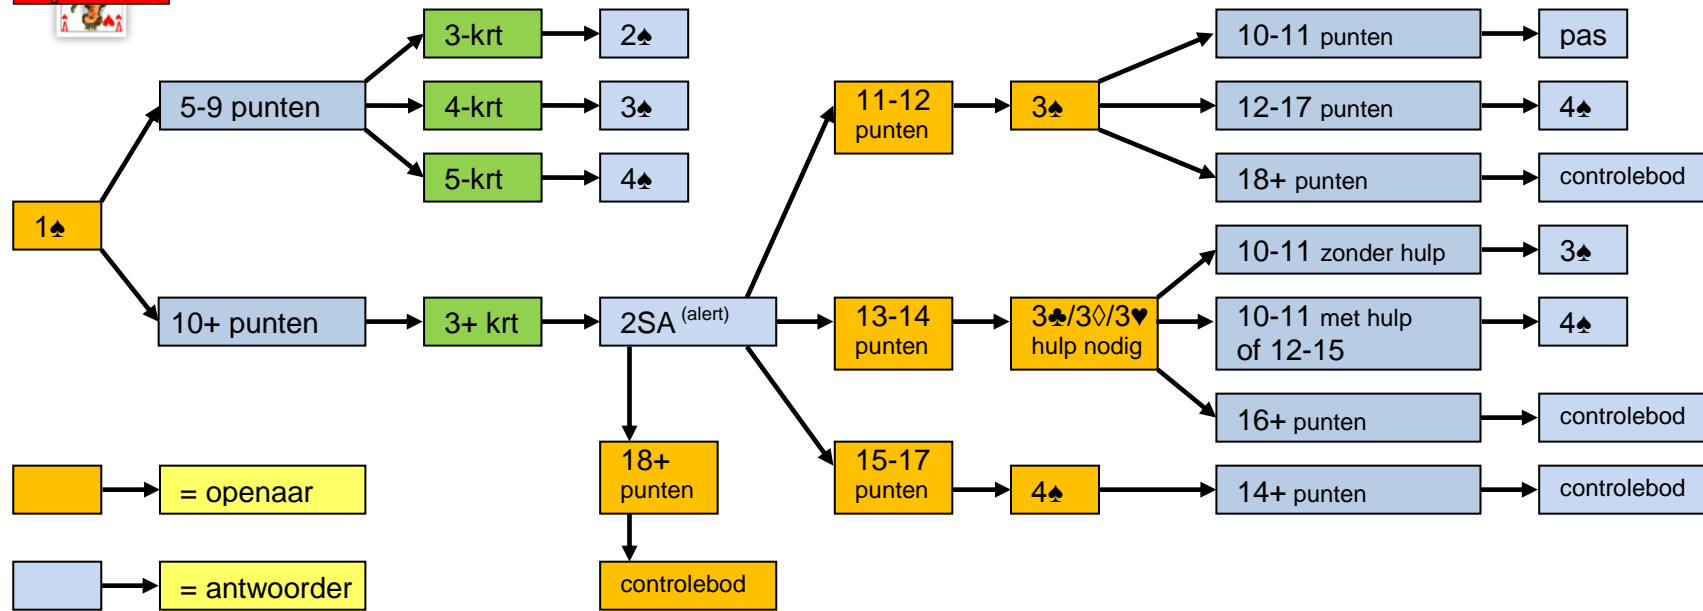 3-krt
2♠
10-11 punten
pas
5-9 punten
4-krt
3♠
11-12
punten
3♠
12-17 punten
4♠
5-krt
4♠
18+ punten
controlebod
1♠
10-11 zonder hulp
3♠
10+ punten
3+ krt
2SA (alert)
13-14
punten
3♣/3◊/3♥
hulp nodig
10-11 met hulp
of 12-15
4♠
16+ punten
controlebod
18+
punten
15-17
punten
4♠
14+ punten
controlebod
= openaar
controlebod
= antwoorder